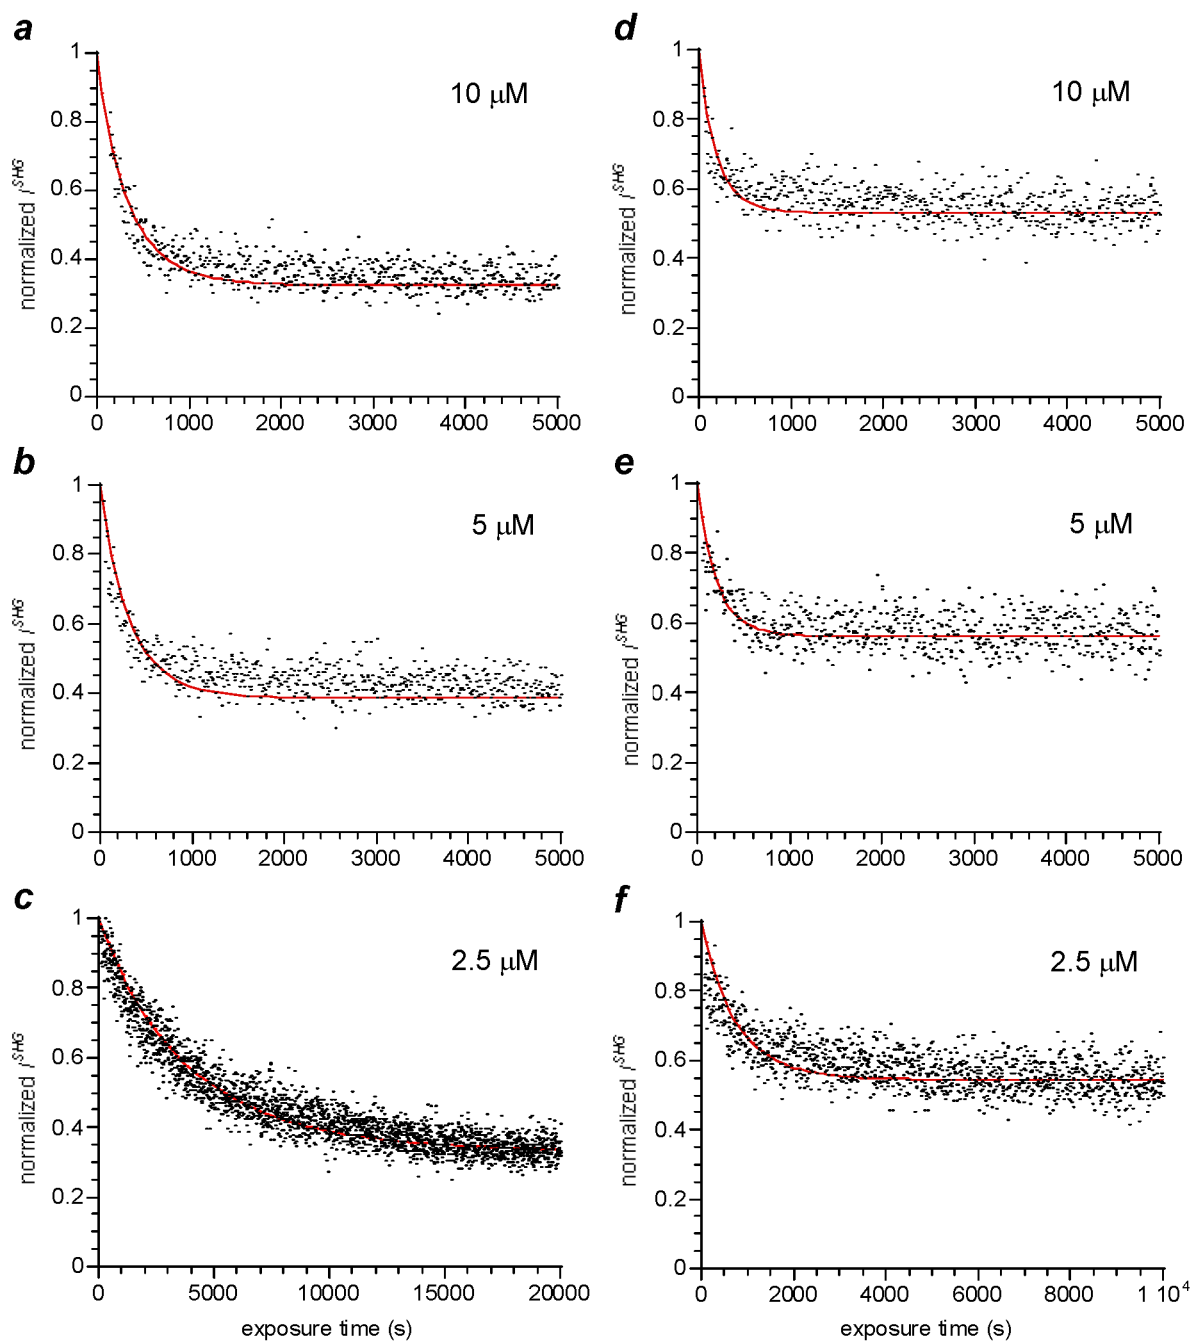 a
10 μM
normalized I^SHG
1
0.8
0.6
0.4
0.2
0
0 1000 2000 3000 4000 5000
d
10 μM
normalized I^SHG
1
0.8
0.6
0.4
0.2
0
0 1000 2000 3000 4000 5000
b
5 μM
normalized I^SHG
1
0.8
0.6
0.4
0.2
0
0 1000 2000 3000 4000 5000
e
5 μM
normalized I^SHG
1
0.8
0.6
0.4
0.2
0
0 1000 2000 3000 4000 5000
c
2.5 μM
normalized I^SHG
1
0.8
0.6
0.4
0.2
0
0 5000 10000 15000 20000
exposure time (s)
f
2.5 μM
normalized I^SHG
1
0.8
0.6
0.4
0.2
0
0 2000 4000 6000 8000 1 10^4
exposure time (s)